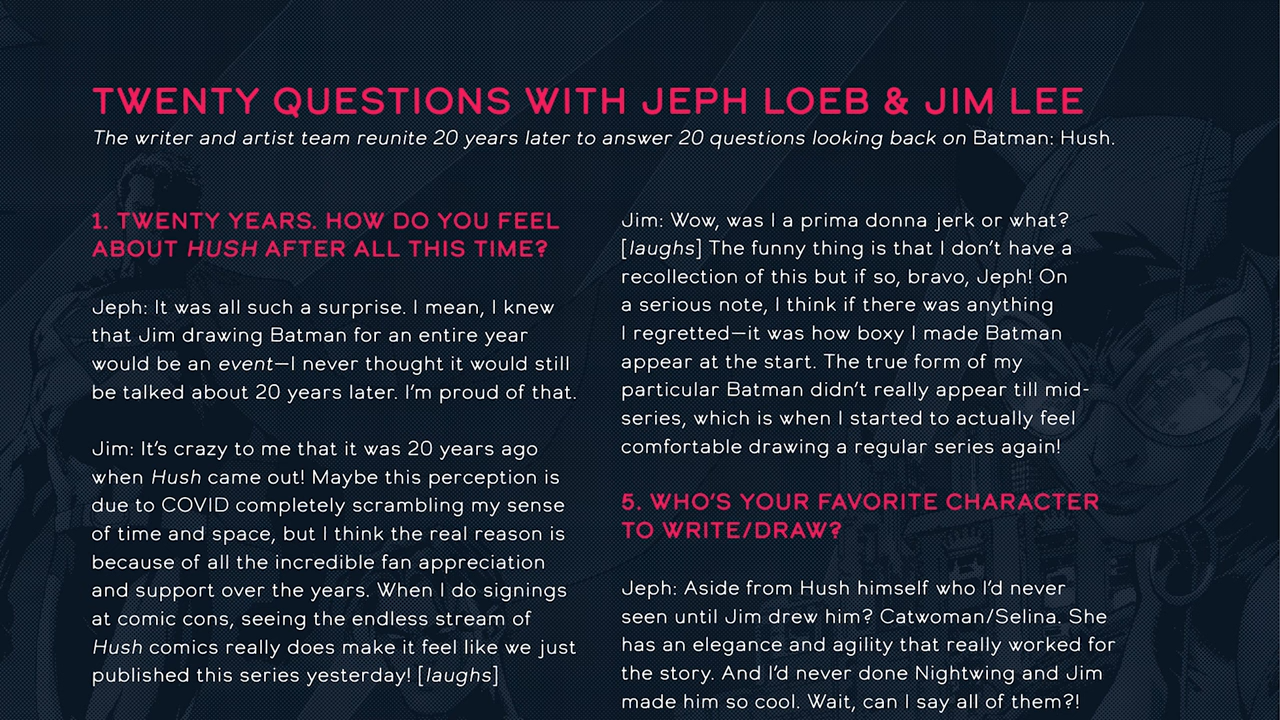 TWENTY QUESTIONS WITH JEPH LOEB & JIM LEE
The writer and artist team reunite 20 years later to answer 20 questions looking back on Batman: Hush.
1. TWENTY YEARS. HOW DO YOU FEEL
ABOUT HUSH AFTER ALL THIS TIME?
Jeph: It was all such a surprise. I mean, I knew
that Jim drawing Batman for an entire year
would be an event—I never thought it would still
be talked about 20 years later. I'm proud of that.
Jim: It's crazy to me that it was 20 years ago
when Hush came out! Maybe this perception is
due to COVID completely scrambling my sense
of time and space, but I think the real reason is
because of all the incredible fan appreciation
and support over the years. When I do signings
at comic cons, seeing the endless stream of
Hush comics really does make it feel like we just
published this series yesterday! [laughs]
Jim: Wow, was I a prima donna jerk or what?
[laughs] The funny thing is that I don't have a
recollection of this but if so, bravo, Jeph! On
a serious note, I think if there was anything
I regretted—it was how boxy I made Batman
appear at the start. The true form of my
particular Batman didn't really appear till mid-
series, which is when I started to actually feel
comfortable drawing a regular series again!
5. WHO'S YOUR FAVORITE CHARACTER
TO WRITE/DRAW?
Jeph: Aside from Hush himself who I'd never
seen until Jim drew him? Catwoman/Selina. She
has an elegance and agility that really worked for
the story. And I'd never done Nightwing and Jim
made him so cool. Wait, can I say all of them?!